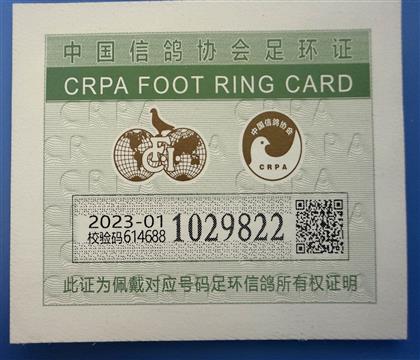 中国信鸽协会足环证
CRPA FOOT RING CARD
F.C.I.
中国信鸽协会
CRPA
2023-01
校验码614688
1029822
此证为佩戴对应号码足环信鸽所有权证明